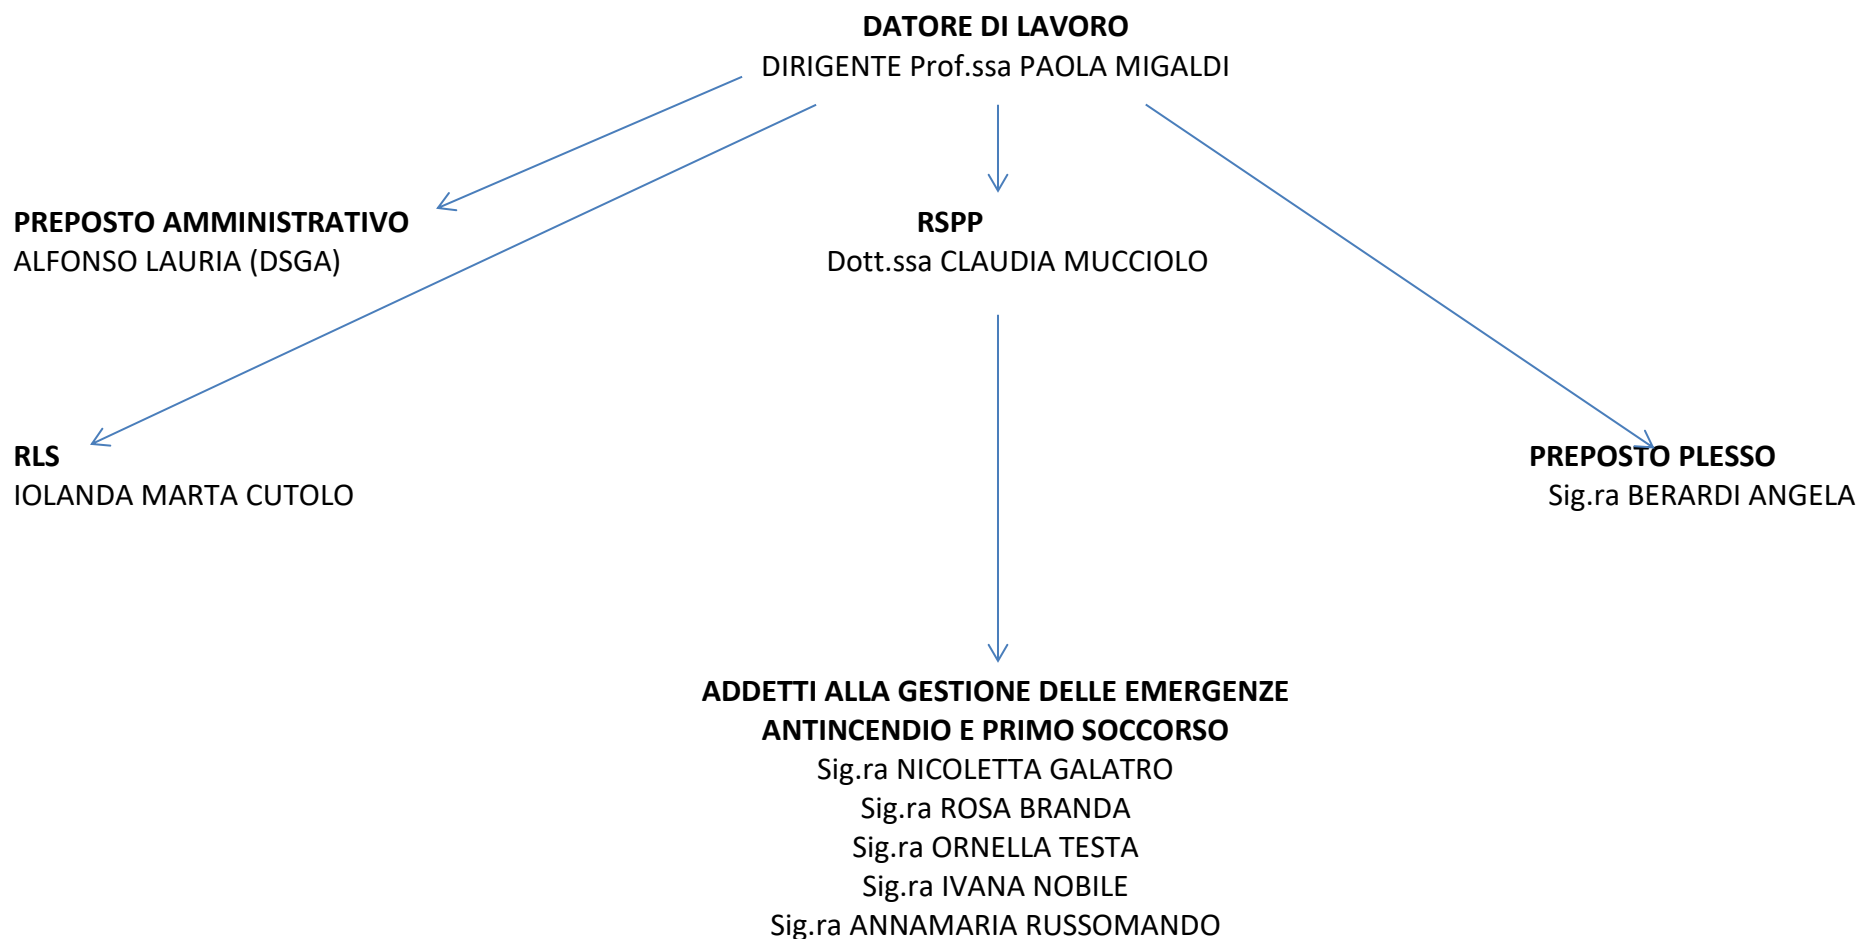 DATORE DI LAVORO
DIRIGENTE Prof.ssa PAOLA MIGALDI
PREPOSTO AMMINISTRATIVO
ALFONSO LAURIA (DSGA)
RSPP
Dott.ssa CLAUDIA MUCCIOLO
RLS
IOLANDA MARTA CUTOLO
PREPOSTO PLESSO
Sig.ra BERARDI ANGELA
ADDETTI ALLA GESTIONE DELLE EMERGENZE
ANTINCENDIO E PRIMO SOCCORSO
Sig.ra NICOLETTA GALATRO
Sig.ra ROSA BRANDA
Sig.ra ORNELLA TESTA
Sig.ra IVANA NOBILE
Sig.ra ANNAMARIA RUSSOMANDO